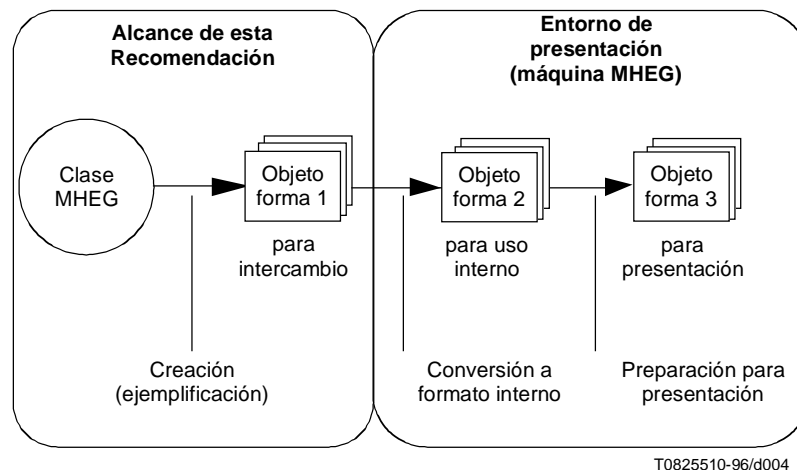 Alcance de esta
Recomendación
Entorno de
presentación
(máquina MHEG)
Clase
MHEG
Objeto
forma 1
Objeto
forma 2
Objeto
forma 3
para
intercambio
para uso
interno
para
presentación
Creación
(ejemplificación)
Conversión a
formato interno
Preparación para
presentación
T0825510-96/d004